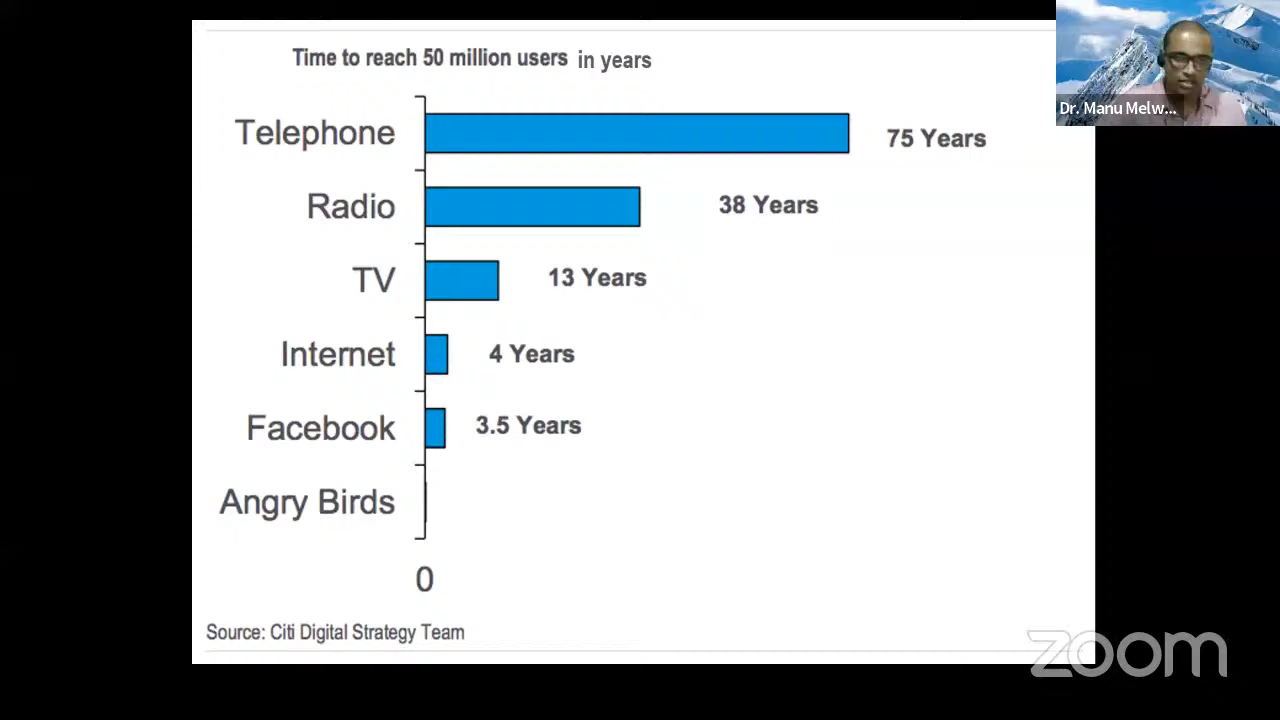 Time to reach 50 million users in years
Dr. Manu Melw...
Telephone 75 Years
Radio 38 Years
TV 13 Years
Internet 4 Years
Facebook 3.5 Years
Angry Birds
0
Source: Citi Digital Strategy Team
zoom